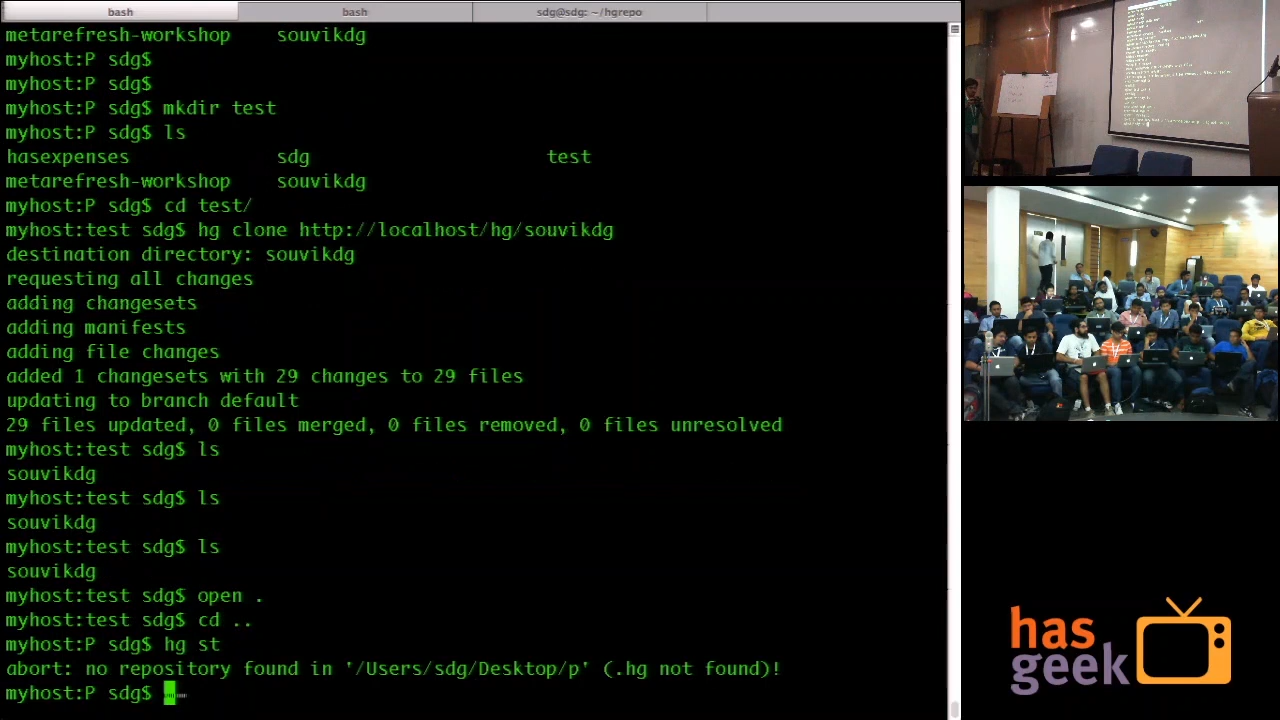 bash bash sdg@sdg: ~/hgrepo
metarefresh-workshop souvikdg
myhost:P sdg$
myhost:P sdg$
myhost:P sdg$ mkdir test
myhost:P sdg$ ls
hasexpenses sdg test
metarefresh-workshop souvikdg
myhost:P sdg$ cd test/
myhost:test sdg$ hg clone http://localhost/hg/souvikdg
destination directory: souvikdg
requesting all changes
adding changesets
adding manifests
adding file changes
added 1 changesets with 29 changes to 29 files
updating to branch default
29 files updated, 0 files merged, 0 files removed, 0 files unresolved
myhost:test sdg$ ls
souvikdg
myhost:test sdg$ ls
souvikdg
myhost:test sdg$ ls
souvikdg
myhost:test sdg$ open .
myhost:test sdg$ cd ..
myhost:P sdg$ hg st
abort: no repository found in '/Users/sdg/Desktop/p' (.hg not found)!
myhost:P sdg$
has
geek